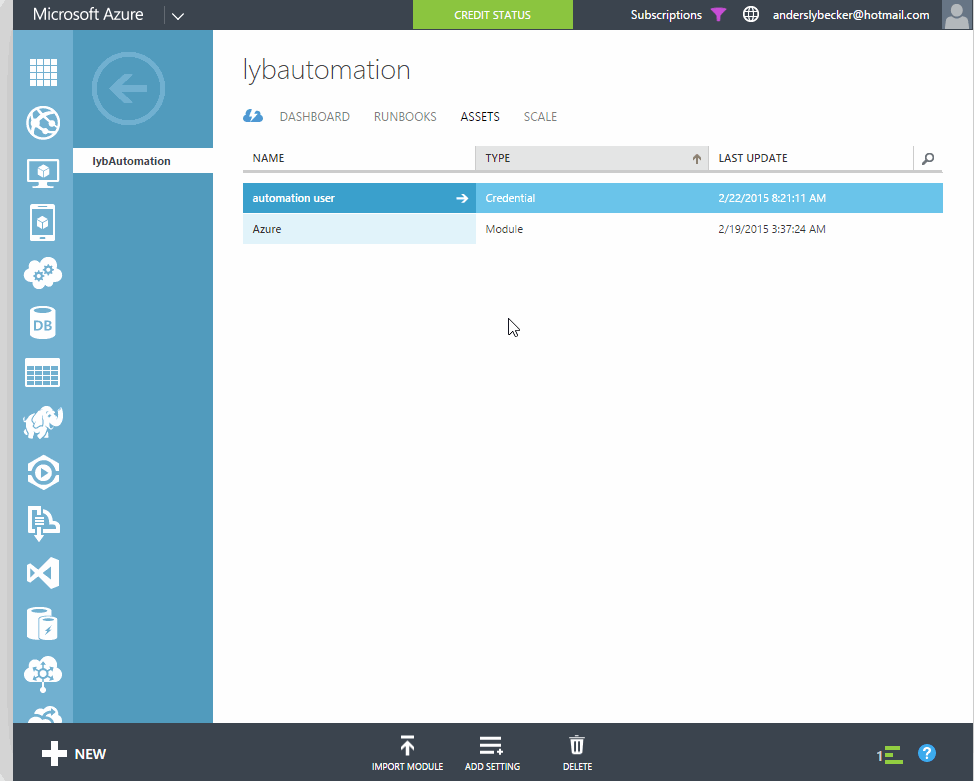 Microsoft Azure
CREDIT STATUS
Subscriptions
anderslybecker@hotmail.com
lybautomation
DASHBOARD RUNBOOKS ASSETS SCALE
lybAutomation
NAME TYPE LAST UPDATE
automation user Credential 2/22/2015 8:21:11 AM
Azure Module 2/19/2015 3:37:24 AM
DB
NEW
IMPORT MODULE
ADD SETTING
DELETE
1
?